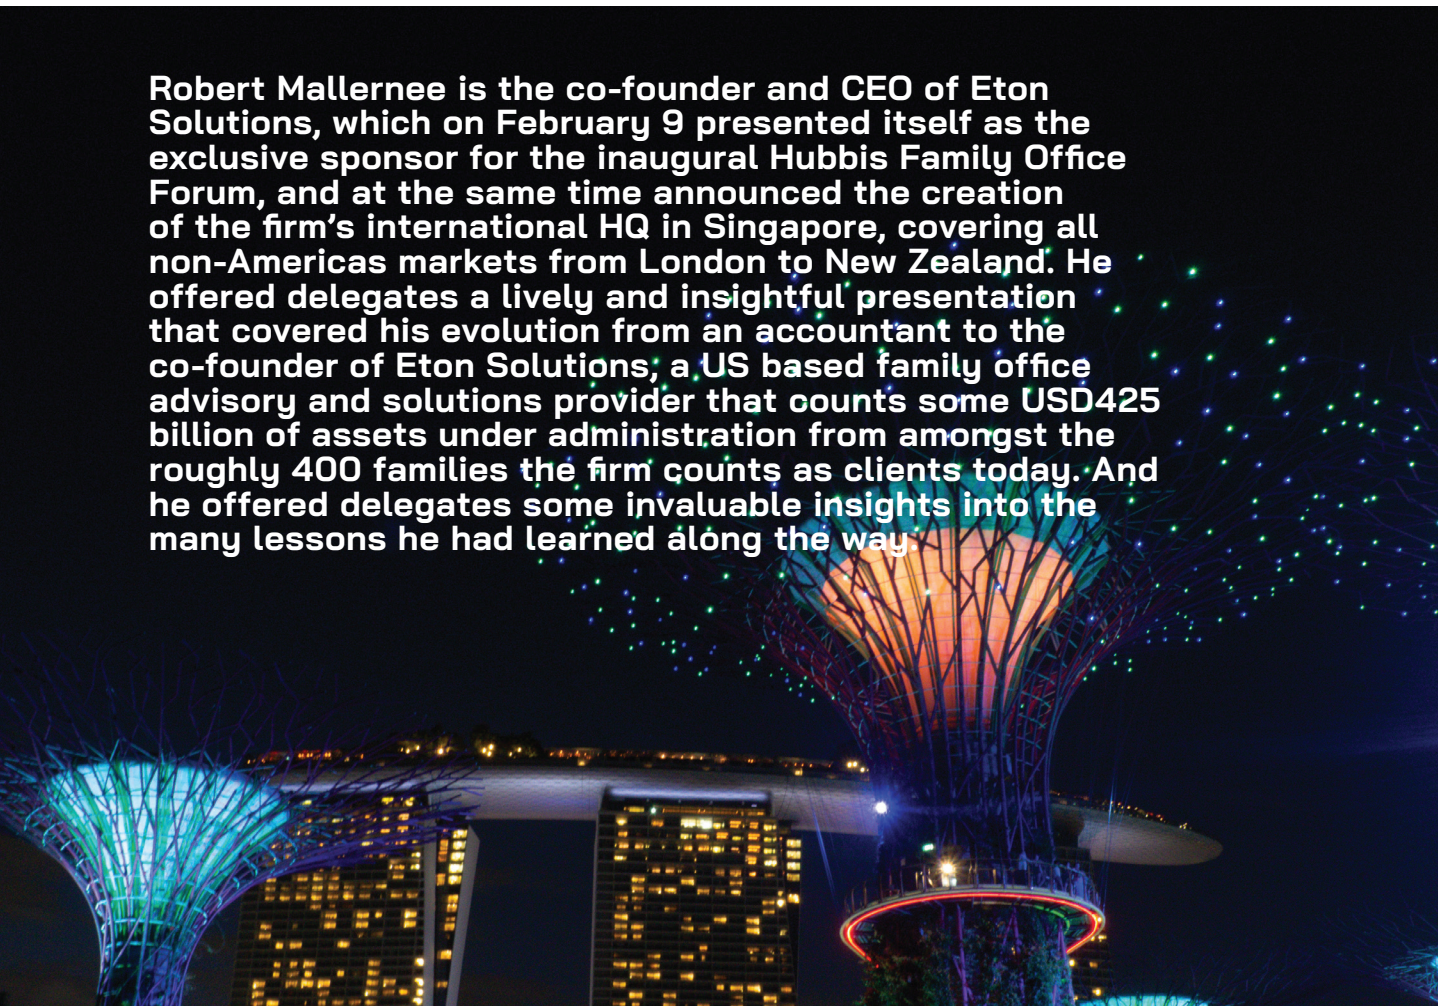 Robert Mallernee is the co-founder and CEO of Eton
Solutions, which on February 9 presented itself as the
exclusive sponsor for the inaugural Hubbis Family Office
Forum, and at the same time announced the creation
of the firm’s international HQ in Singapore, covering all
non-Americas markets from London to New Zealand. He
offered delegates a lively and insightful presentation
that covered his evolution from an accountant to the
co-founder of Eton Solutions, a US based family office
advisory and solutions provider that counts some USD425
billion of assets under administration from amongst the
roughly 400 families the firm counts as clients today. And
he offered delegates some invaluable insights into the
many lessons he had learned along the way.